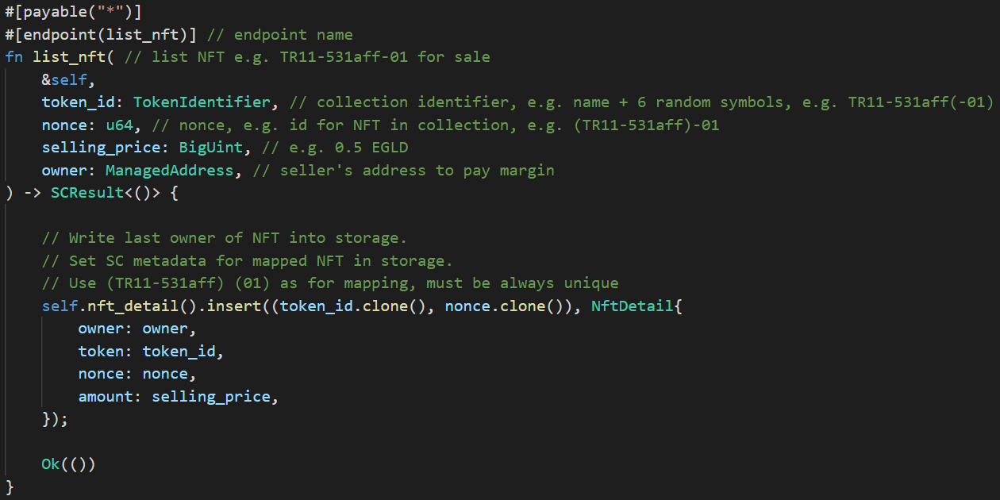 #[payable("*")]
#[endpoint(list_nft)] // endpoint name
fn list_nft( // list NFT e.g. TR11-531aff-01 for sale
    &self,
    token_id: TokenIdentifier, // collection identifier, e.g. name + 6 random symbols, e.g. TR11-531aff(-01)
    nonce: u64, // nonce, e.g. id for NFT in collection, e.g. (TR11-531aff)-01
    selling_price: BigUint, // e.g. 0.5 EGLD
    owner: ManagedAddress, // seller's address to pay margin
) -> SCResult<()> {

    // Write last owner of NFT into storage.
    // Set SC metadata for mapped NFT in storage.
    // Use (TR11-531aff) (01) as for mapping, must be always unique
    self.nft_detail().insert((token_id.clone(), nonce.clone()), NftDetail{
        owner: owner,
        token: token_id,
        nonce: nonce,
        amount: selling_price,
    });

    Ok(())
}